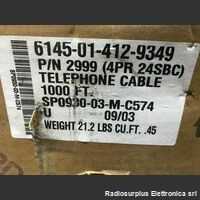 6145-01-412-9349
P/N 2999 (4PR 24SBC)
TELEPHONE CABLE
1000 FT.
SP0930-03-M-C574
U 09/03
WEIGHT 21.2 LBS CU.FT. .45
Radiosurplus Elettronica srl